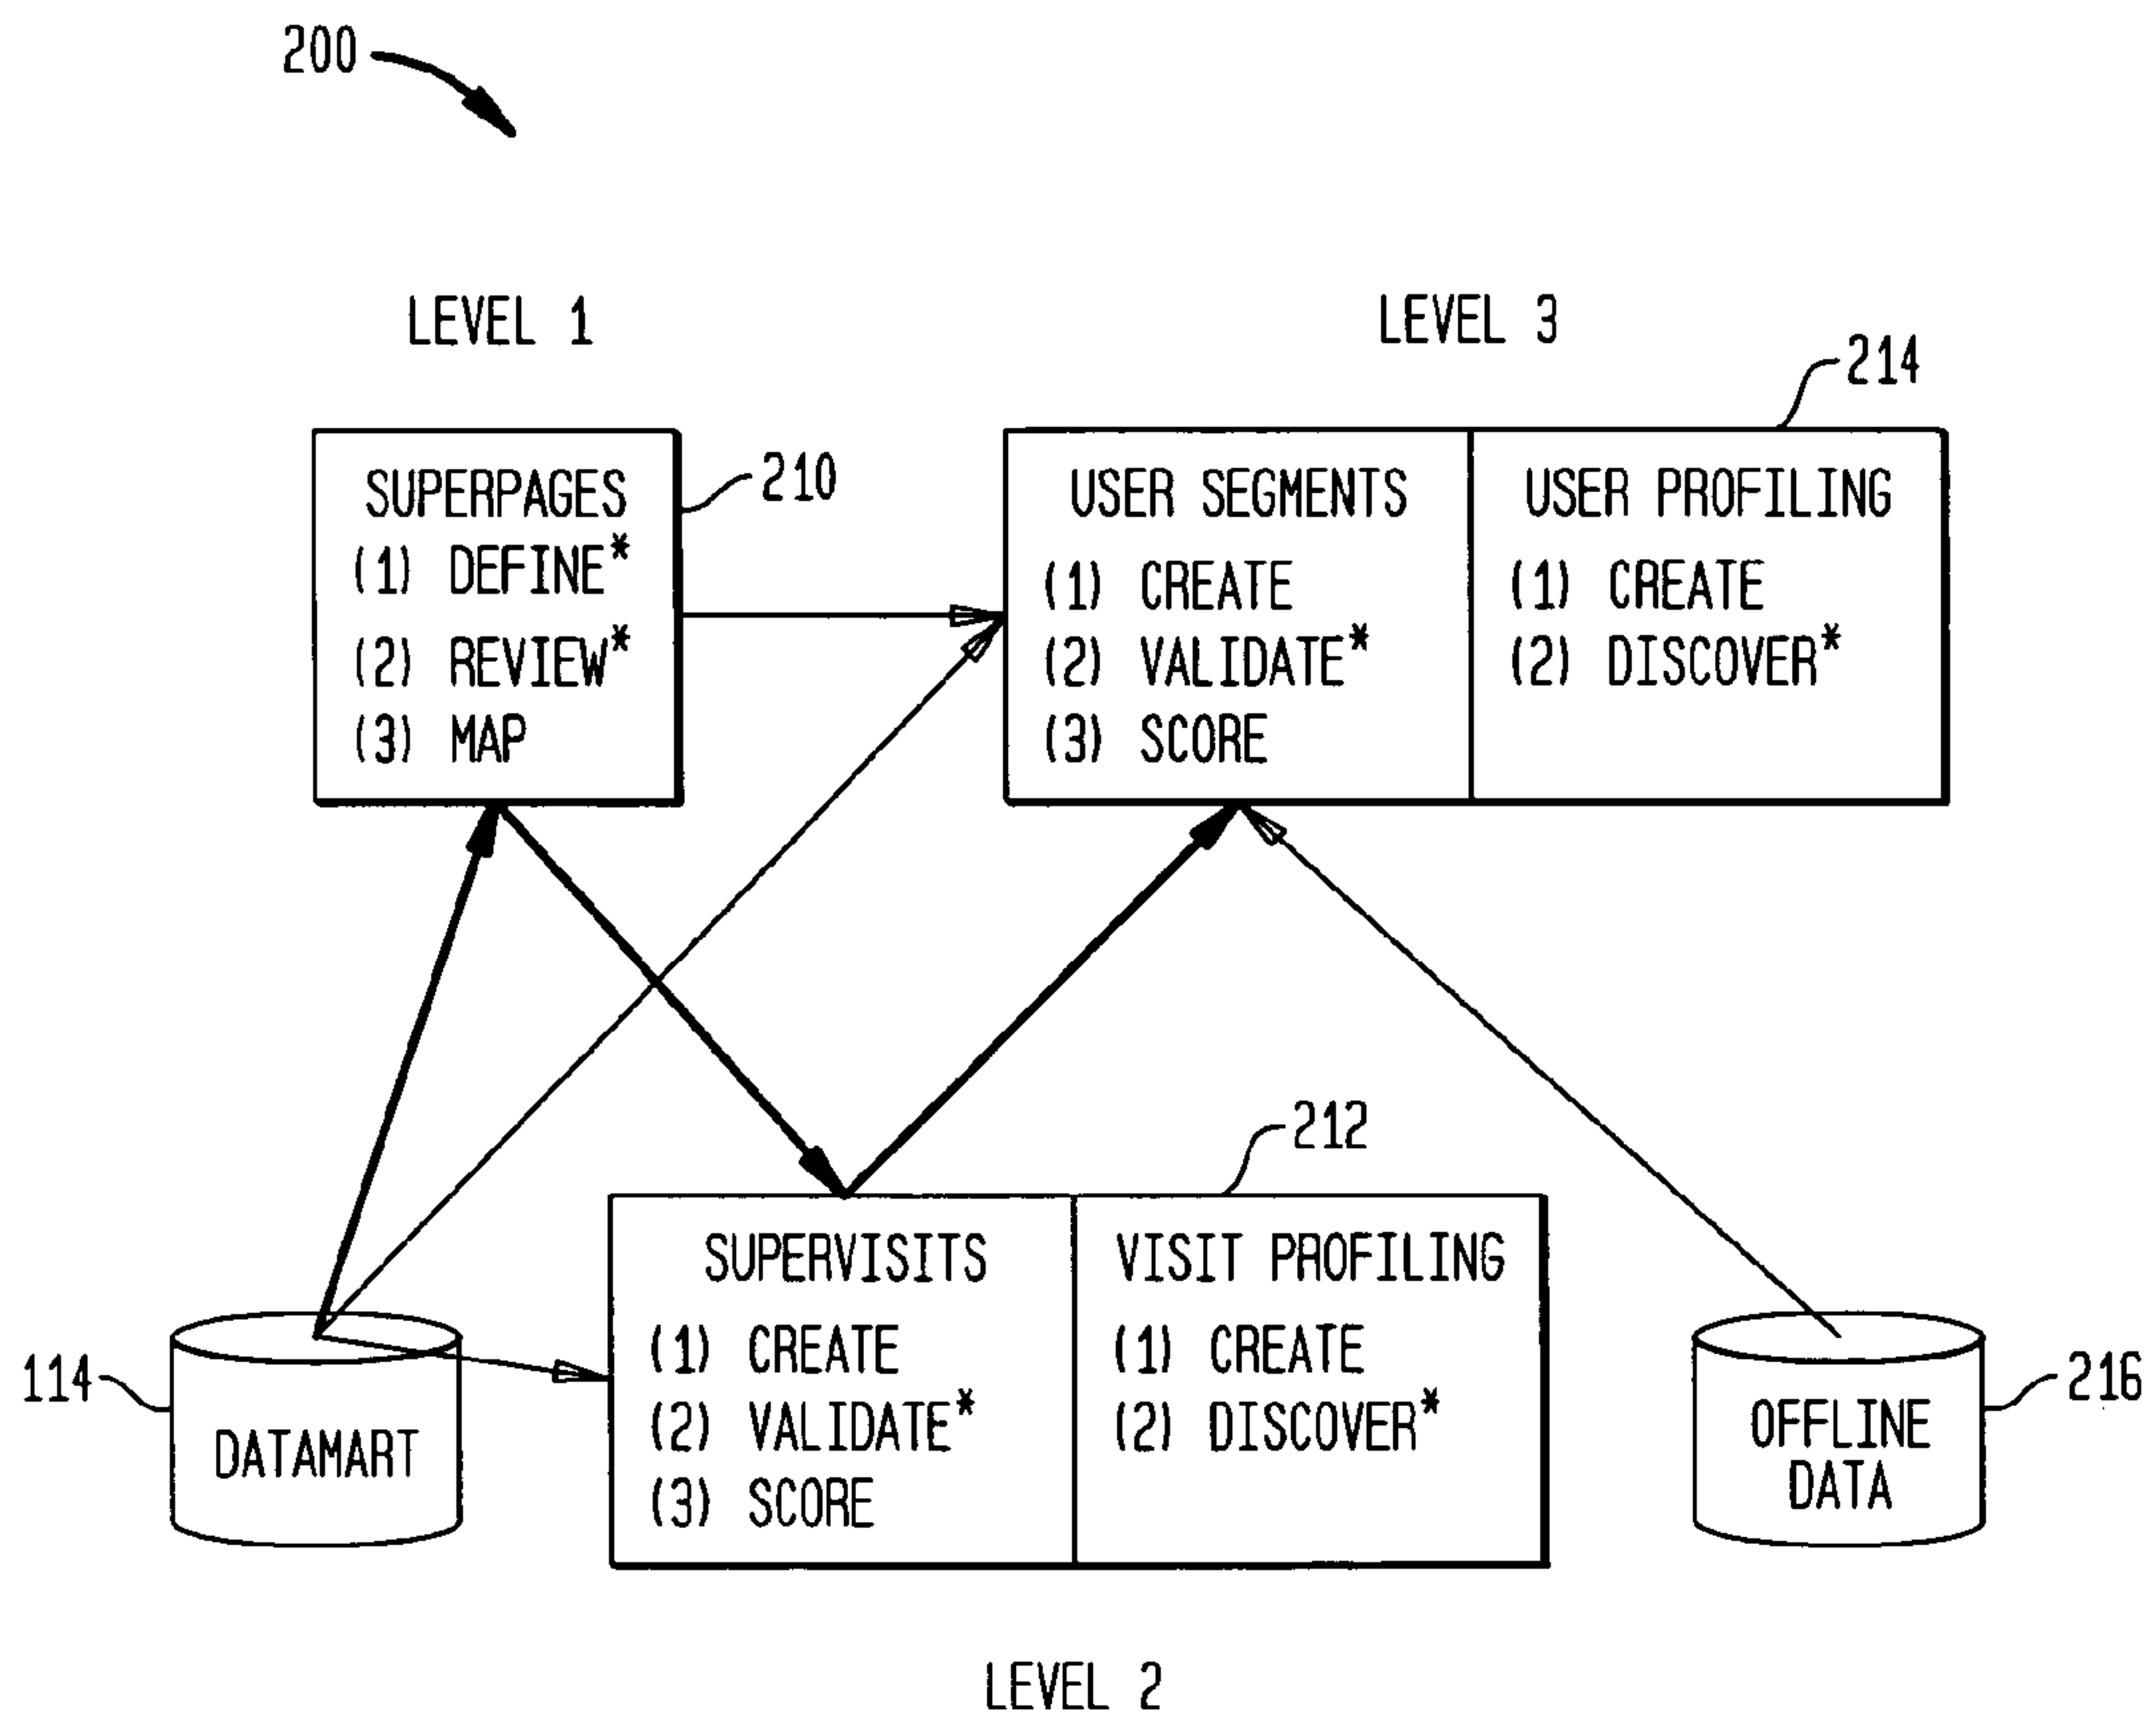 200
LEVEL 1
LEVEL 3
214
SUPERPAGES
(1) DEFINE*
(2) REVIEW*
(3) MAP
210
USER SEGMENTS
(1) CREATE
(2) VALIDATE*
(3) SCORE
USER PROFILING
(1) CREATE
(2) DISCOVER*
212
SUPERVISITS
(1) CREATE
(2) VALIDATE*
(3) SCORE
VISIT PROFILING
(1) CREATE
(2) DISCOVER*
114
DATAMART
216
OFFLINE
DATA
LEVEL 2